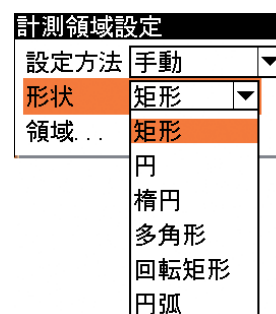 計測領域設定
設定方法 手動
形状 矩形
領域... 矩形
円
楕円
多角形
回転矩形
円弧